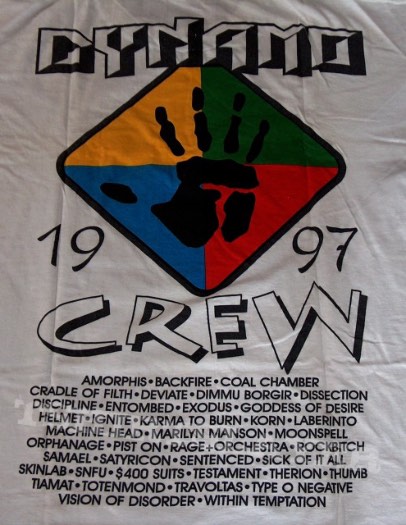 DYNAMO
19 97
CREW
AMORPHIS • BACKFIRE • COAL CHAMBER
CRADLE OF FILTH • DEVIATE • DIMMU BORGIR • DISSECTION
DISCIPLINE • ENTOMBED • EXODUS • GODDESS OF DESIRE
HELMET • IGNITE • KARMA TO BURN • KORN • LABERINTO
MACHINE HEAD • MARILYN MANSON • MOONSPELL
ORPHANAGE • PIST ON • RAGE+ORCHESTRA • ROCKBITCH
SAMAEL • SATYRICON • SENTENCED • SICK OF IT ALL
SKINLAB • SNFU • $400 SUITS • TESTAMENT • THERION • THUMB
TIAMAT • TOTENMOND • TRAVOLTAS • TYPE O NEGATIVE
VISION OF DISORDER • WITHIN TEMPTATION